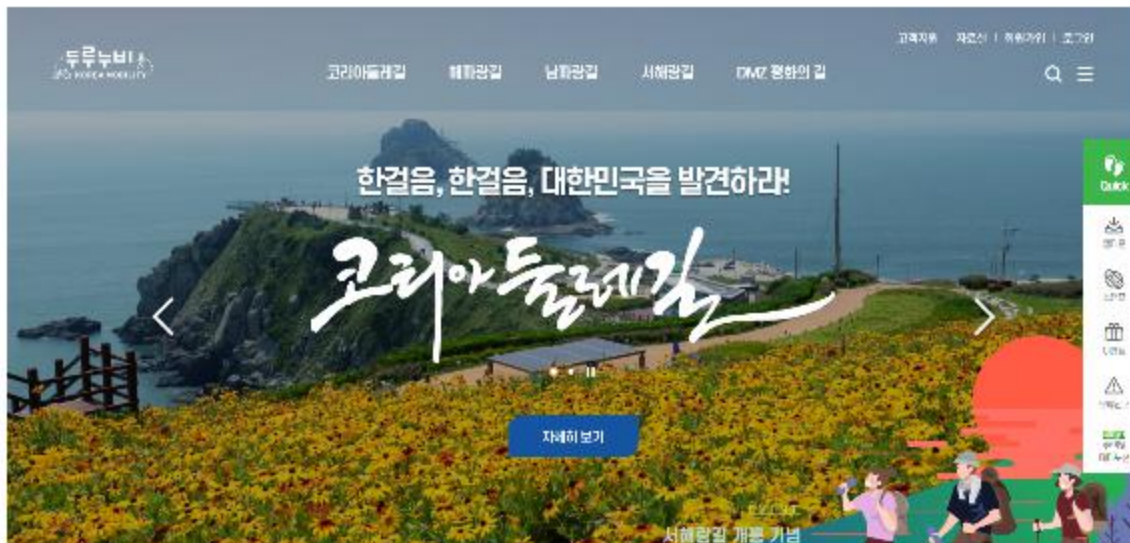 고객지원 자료실 | 회원가입 | 로그인
두루누비
KOREA MOBILITY
코리아둘레길 해파랑길 남파랑길 서해랑길 DMZ 평화의 길
한걸음, 한걸음, 대한민국을 발견하라!
코리아둘레길
Quick
자세히 보기
서해랑길 개통 기념